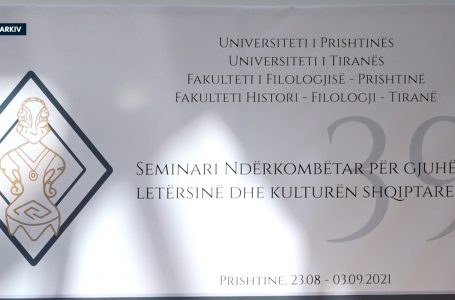 ARKIV
Universiteti i Prishtinës
Universiteti i Tiranës
Fakulteti i Filologjisë - Prishtinë
Fakulteti Histori - Filologji - Tiranë
39
Seminari Ndërkombëtar për gjuhë
letërsinë dhe kulturën shqiptare
Prishtinë, 23.08 - 03.09.2021